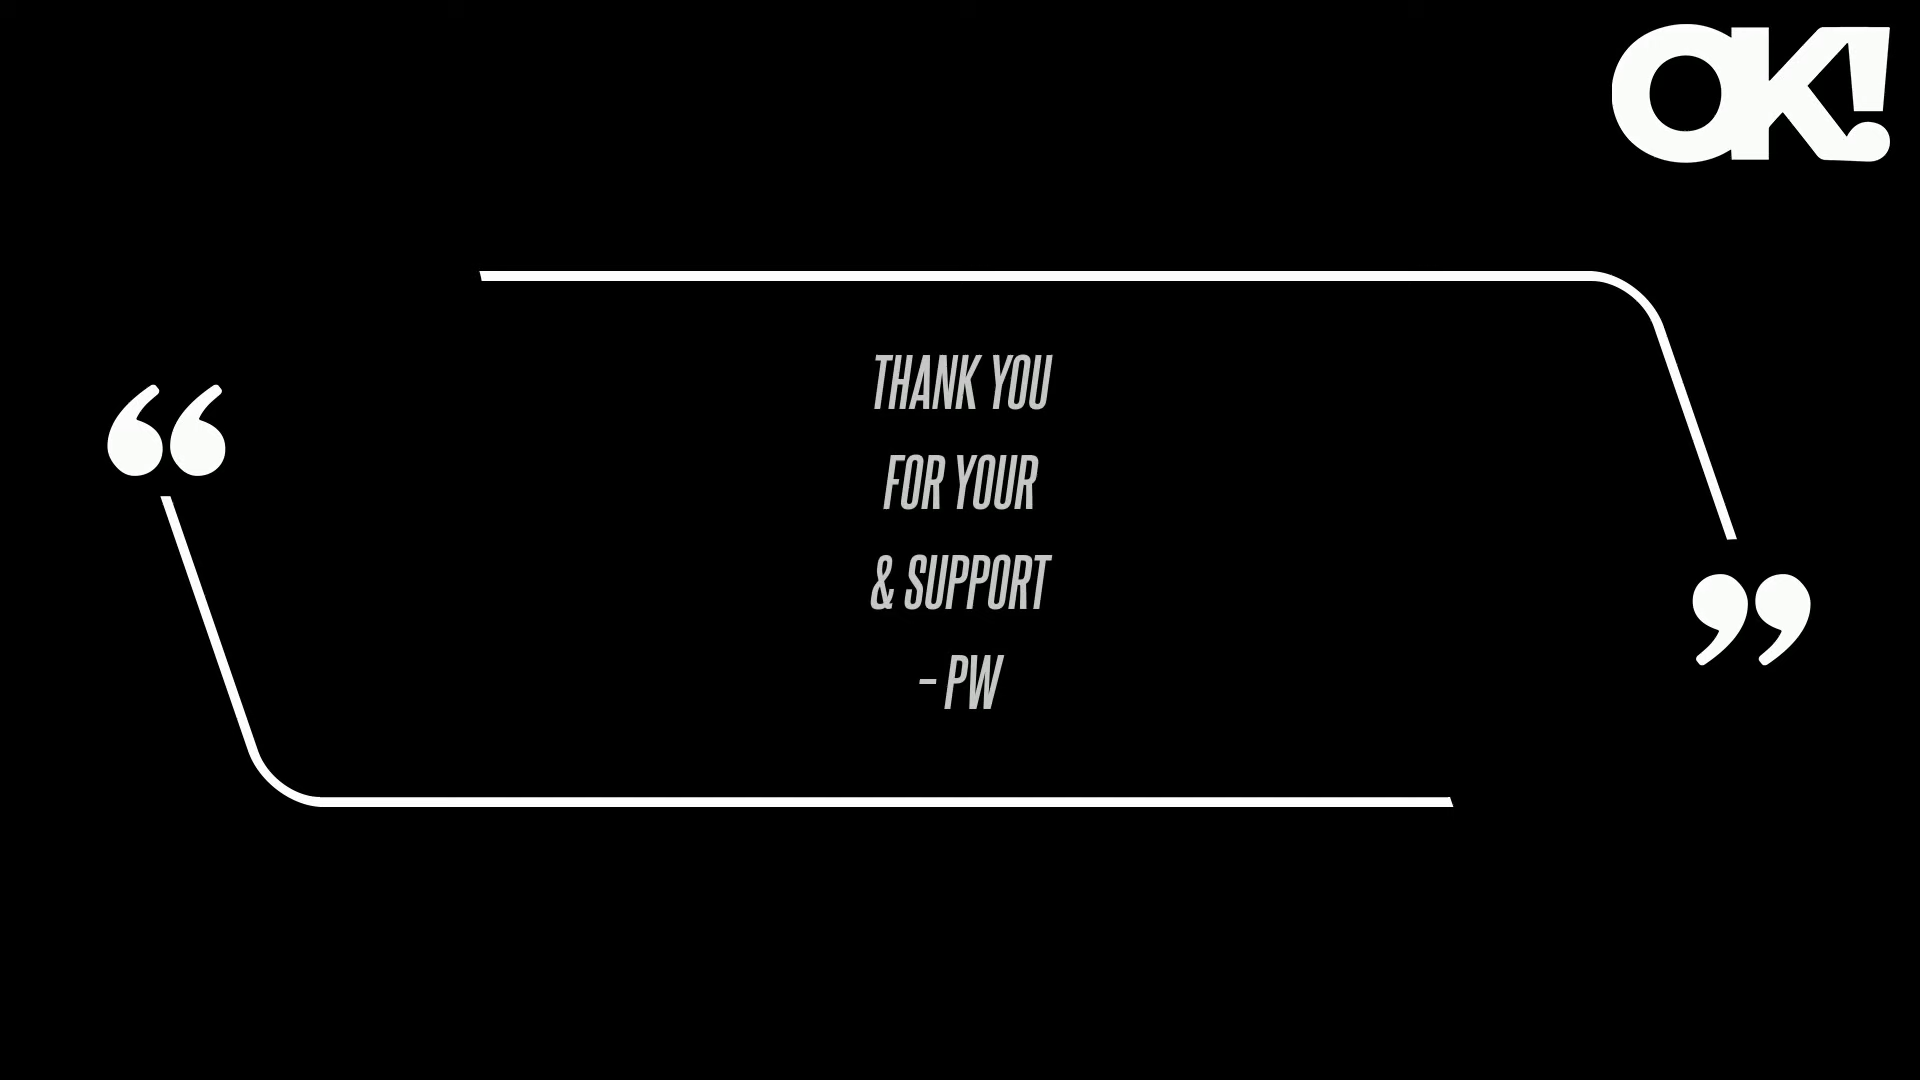 OK!
“
THANK YOU
FOR YOUR
& SUPPORT
– PW
”